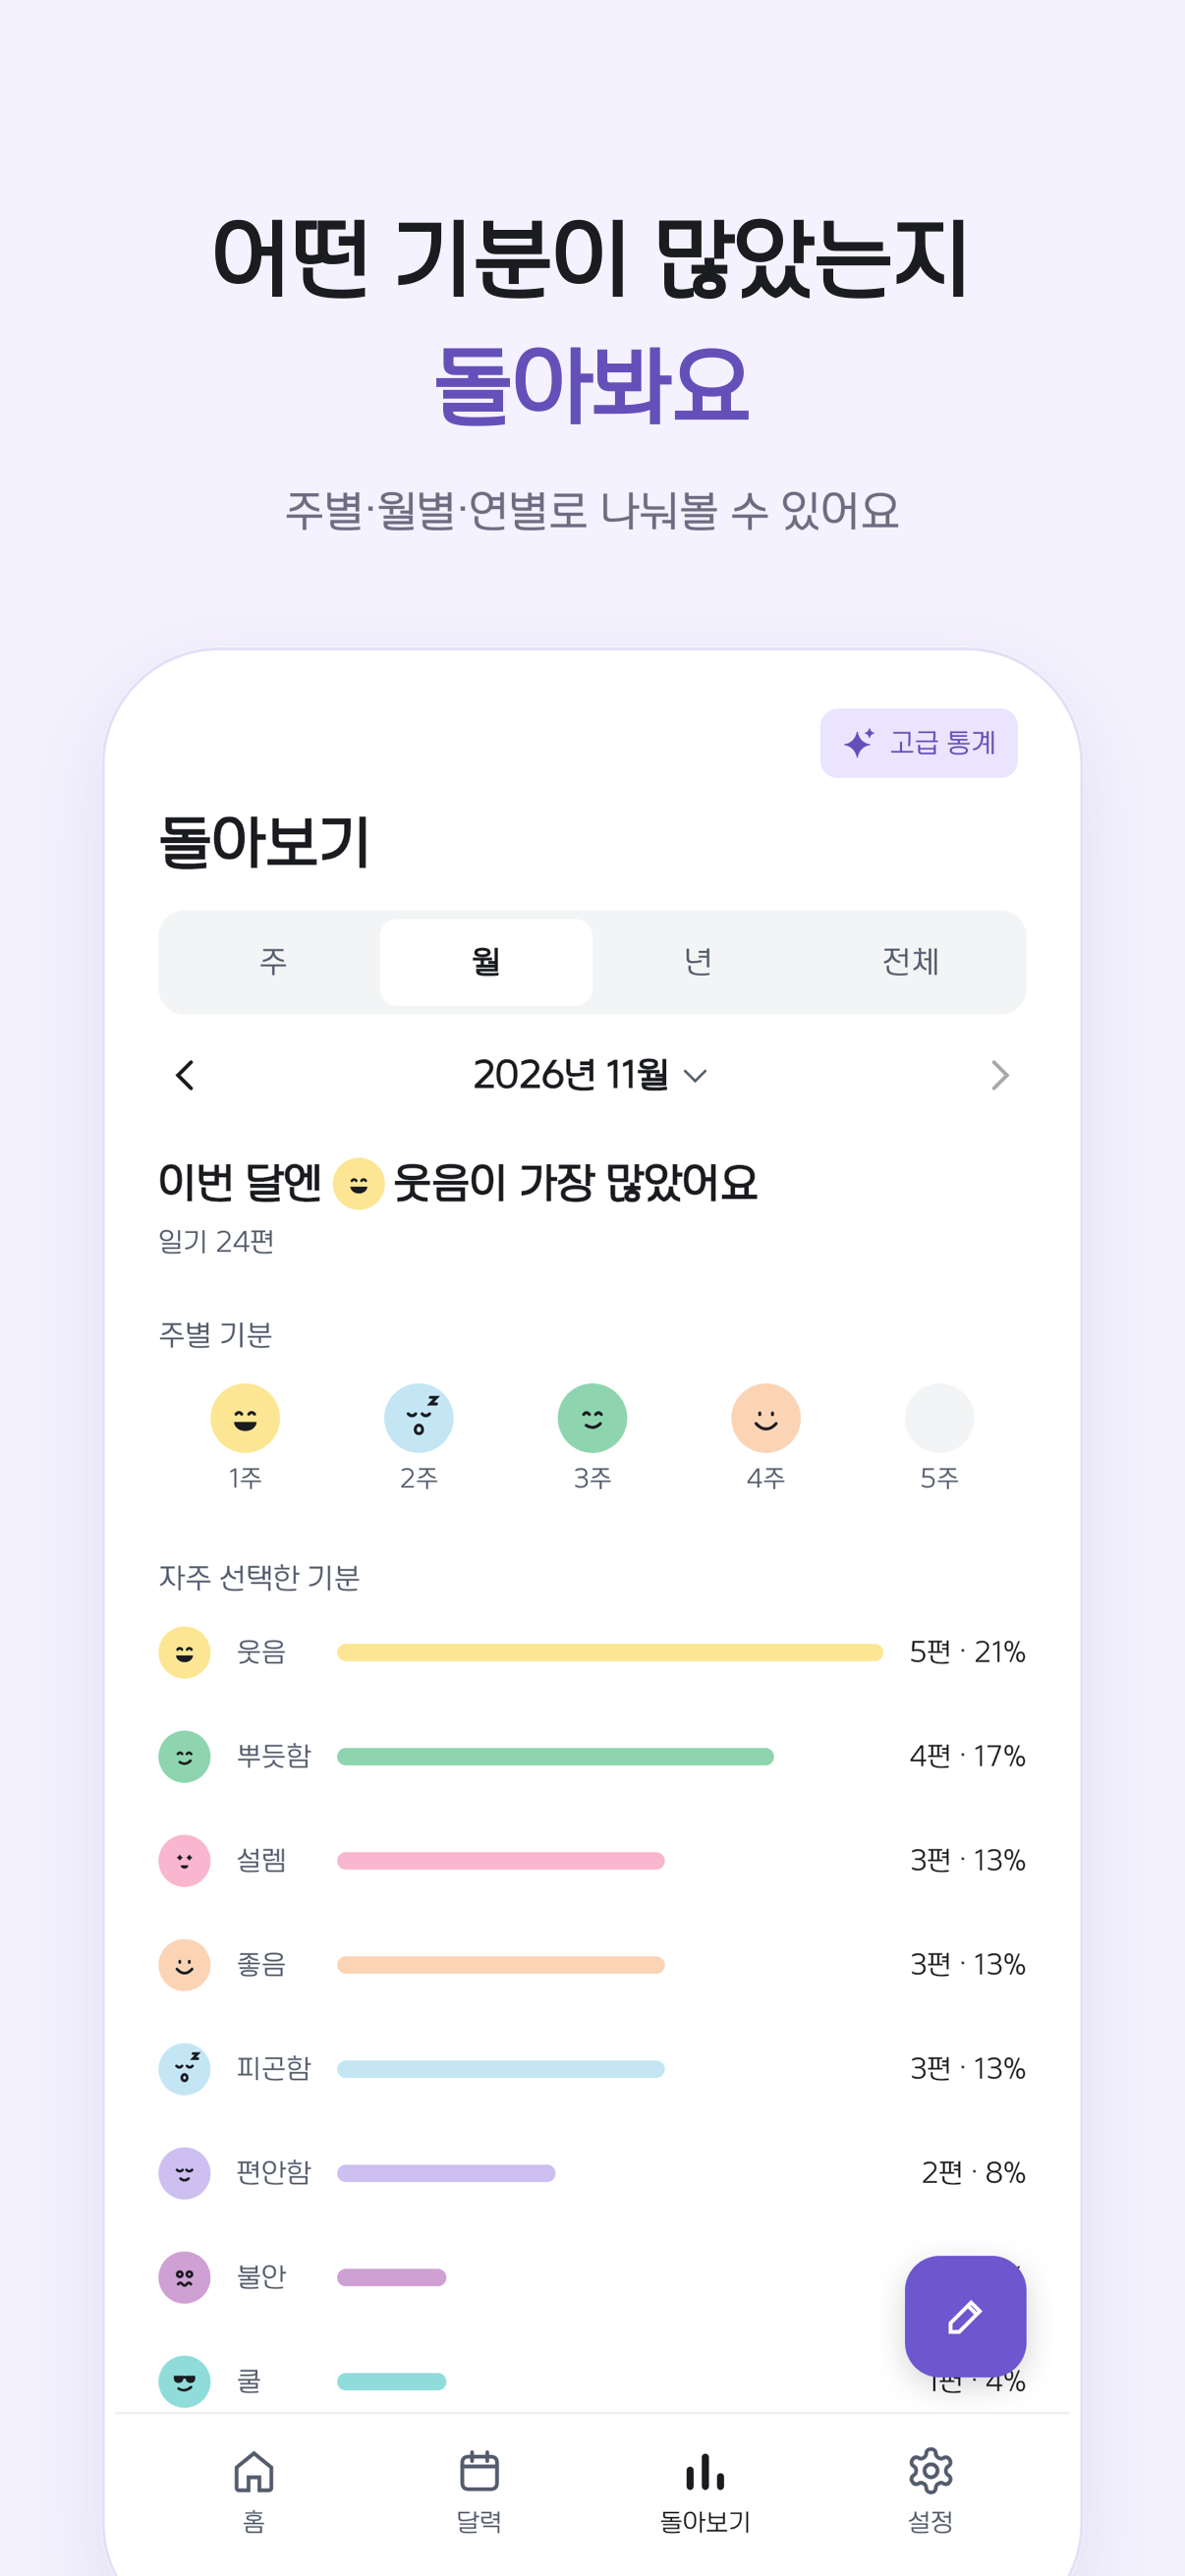 어떤 기분이 많았는지
돌아봐요
주별·월별·연별로 나눠볼 수 있어요
고급 통계
돌아보기
주 월 년 전체
2026년 11월
이번 달엔 웃음이 가장 많았어요
일기 24편
주별 기분
1주 2주 3주 4주 5주
자주 선택한 기분
웃음 5편 · 21%
뿌듯함 4편 · 17%
설렘 3편 · 13%
좋음 3편 · 13%
피곤함 3편 · 13%
편안함 2편 · 8%
불안
쿨 1편 · 4%
홈 달력 돌아보기 설정